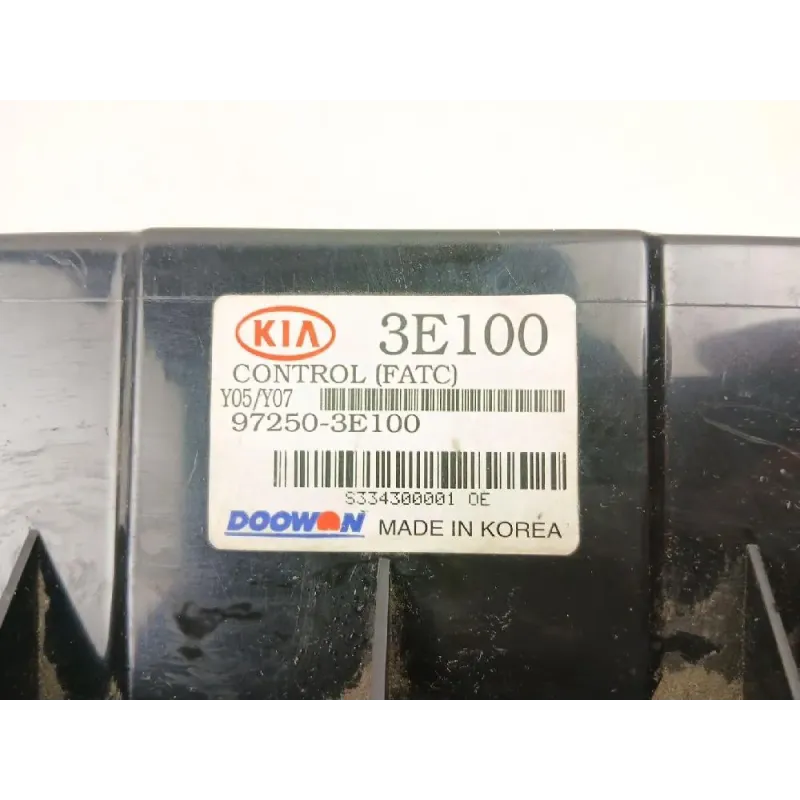 KIA 3E100
CONTROL (FATC)
Y05/Y07
97250-3E100
S334300001 0E
DOOWON MADE IN KOREA